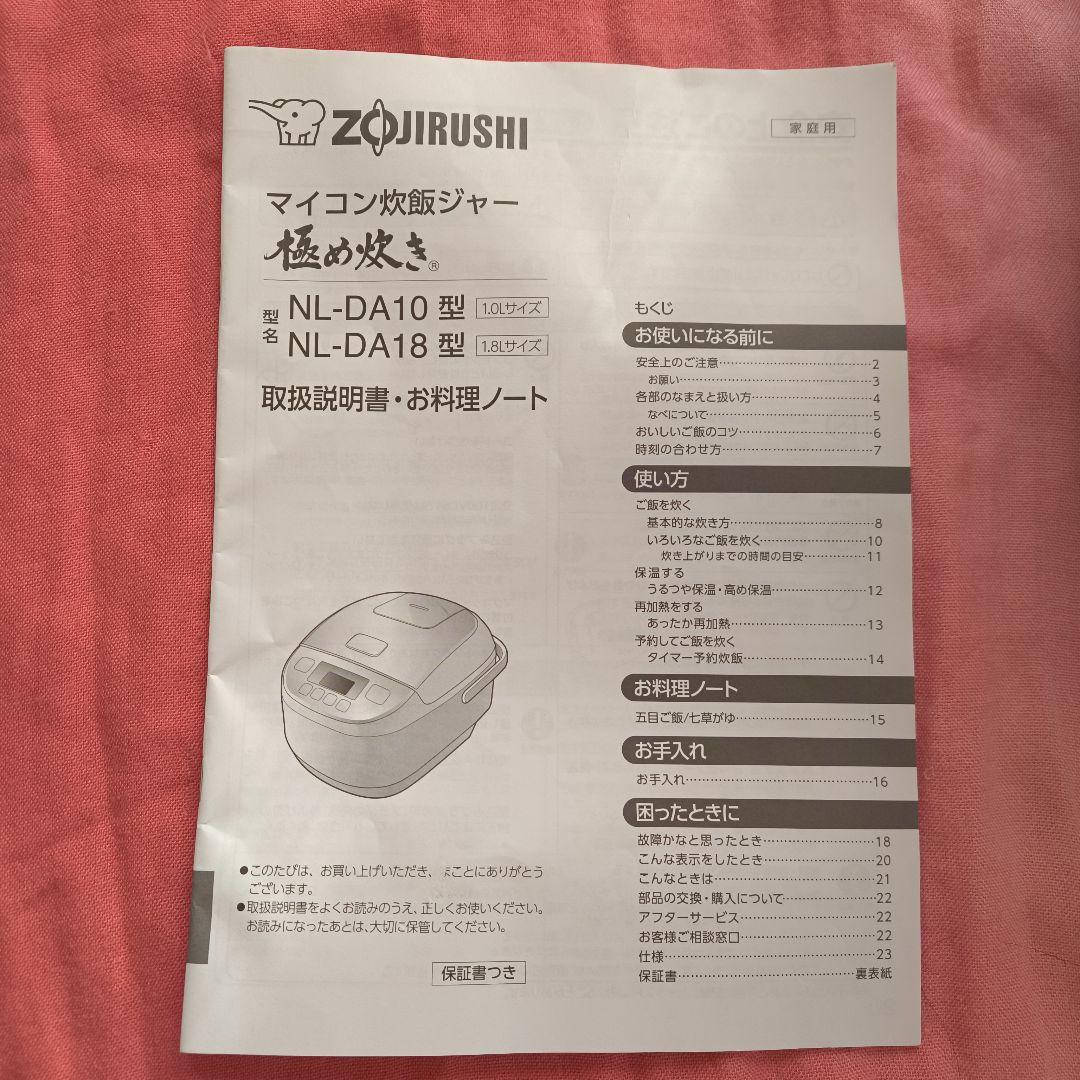 ZOJIRUSHI
家庭用
マイコン炊飯ジャー
極め炊き®
型名
NL-DA10 型 1.0Lサイズ
NL-DA18 型 1.8Lサイズ
取扱説明書・お料理ノート
もくじ
お使いになる前に
安全上のご注意……2
お願い……3
各部のなまえと扱い方……4
なべについて……5
おいしいご飯のコツ……6
時刻の合わせ方……7
使い方
ご飯を炊く
基本的な炊き方……8
いろいろなご飯を炊く……10
炊き上がりまでの時間の目安……11
保温する
うるつや保温・高め保温……12
再加熱をする
あったか再加熱……13
予約してご飯を炊く
タイマー予約炊飯……14
お料理ノート
五目ご飯/七草がゆ……15
お手入れ
お手入れ……16
困ったときに
故障かなと思ったとき……18
こんな表示をしたとき……20
こんなときは……21
部品の交換・購入について……22
アフターサービス……22
お客様ご相談窓口……22
仕様……23
保証書……裏表紙
●このたびは、お買い上げいただき、まことにありがとう
ございます。
●取扱説明書をよくお読みのうえ、正しくお使いください。
お読みになったあとは、大切に保管してください。
保証書つき